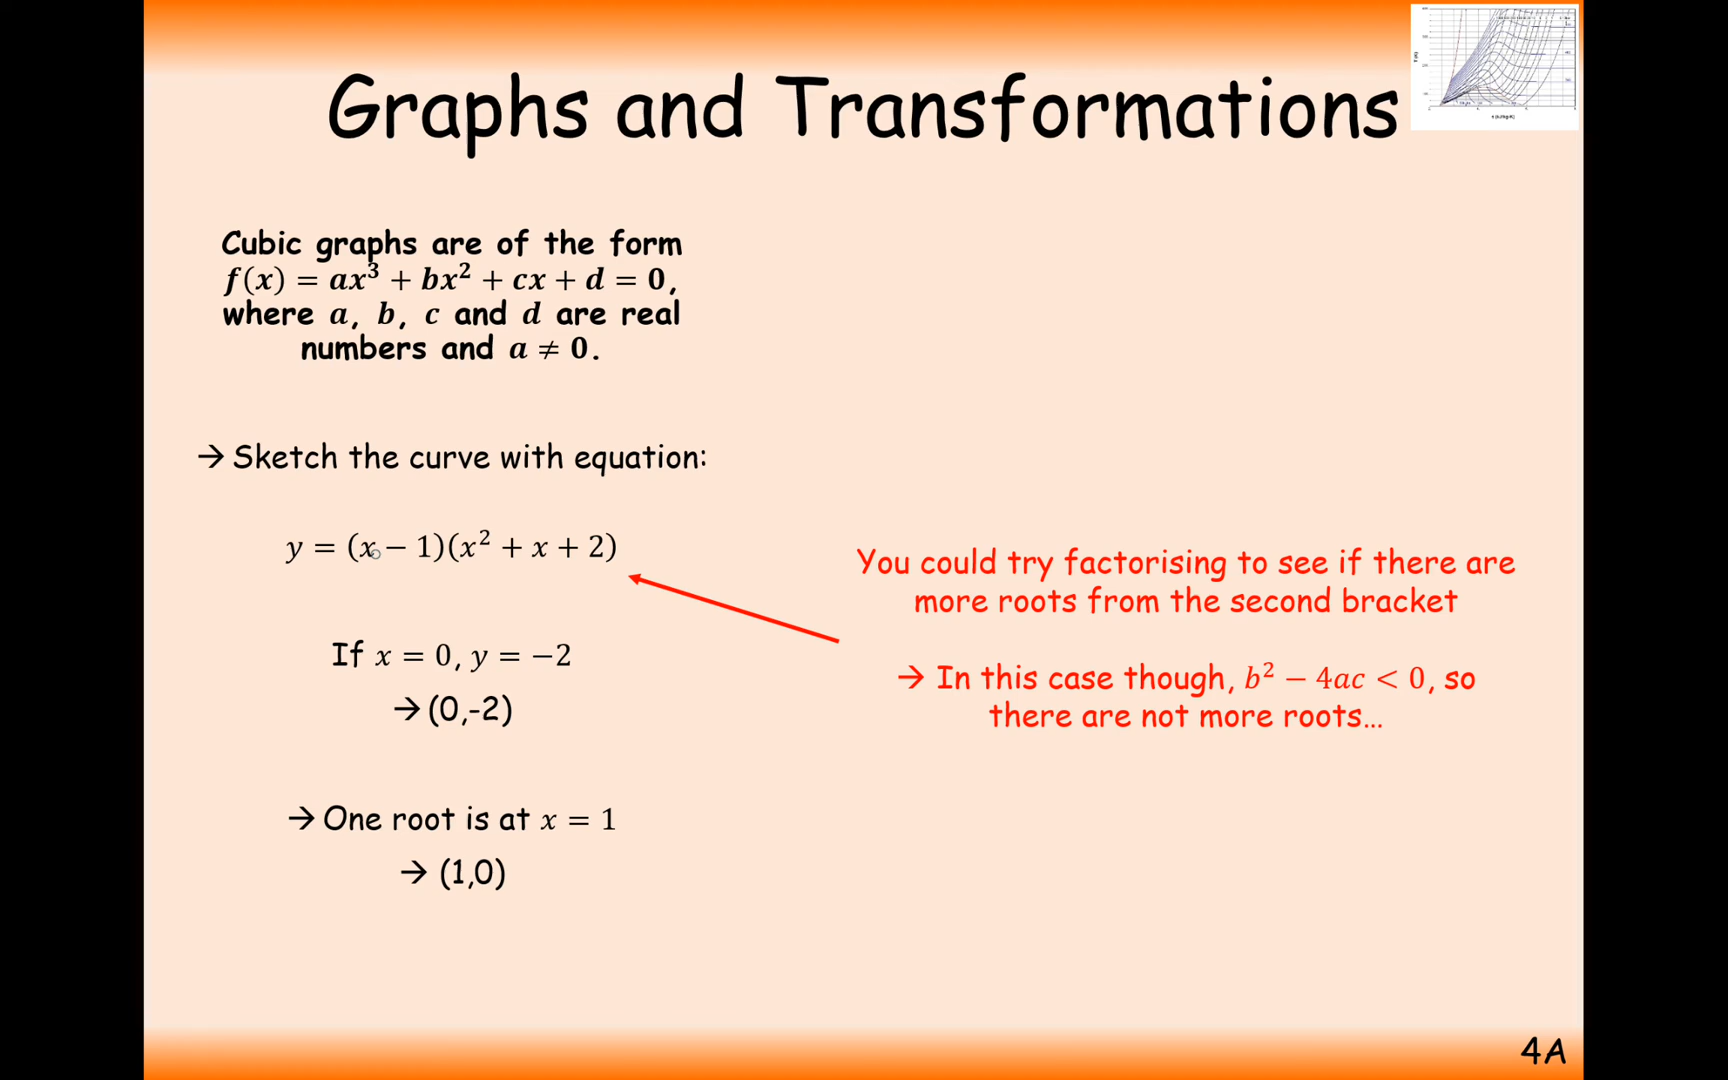 Graphs and Transformations
Cubic graphs are of the form
f(x) = ax³ + bx² + cx + d = 0,
where a, b, c and d are real
numbers and a ≠ 0.
→ Sketch the curve with equation:
y = (x − 1)(x² + x + 2)
If x = 0, y = −2
→ (0,-2)
→ One root is at x = 1
→ (1,0)
You could try factorising to see if there are
more roots from the second bracket
→ In this case though, b² − 4ac < 0, so
there are not more roots…
4A